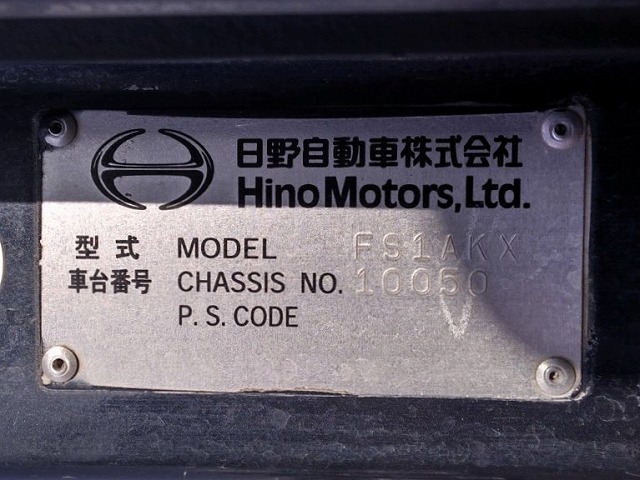 日野自動車株式会社
Hino Motors, Ltd.
型式 MODEL FS1AKX
車台番号 CHASSIS NO. 10050
P. S. CODE